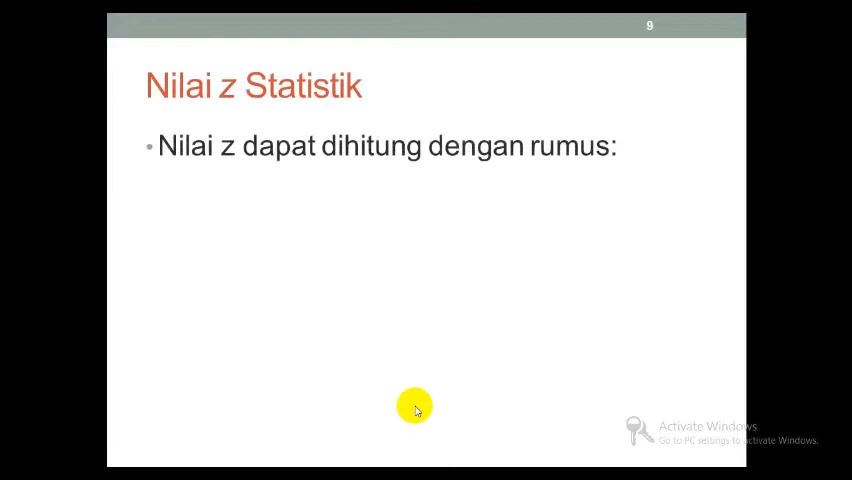 9
Nilai z Statistik
• Nilai z dapat dihitung dengan rumus:
Activate Windows
Go to PC settings to activate Windows.